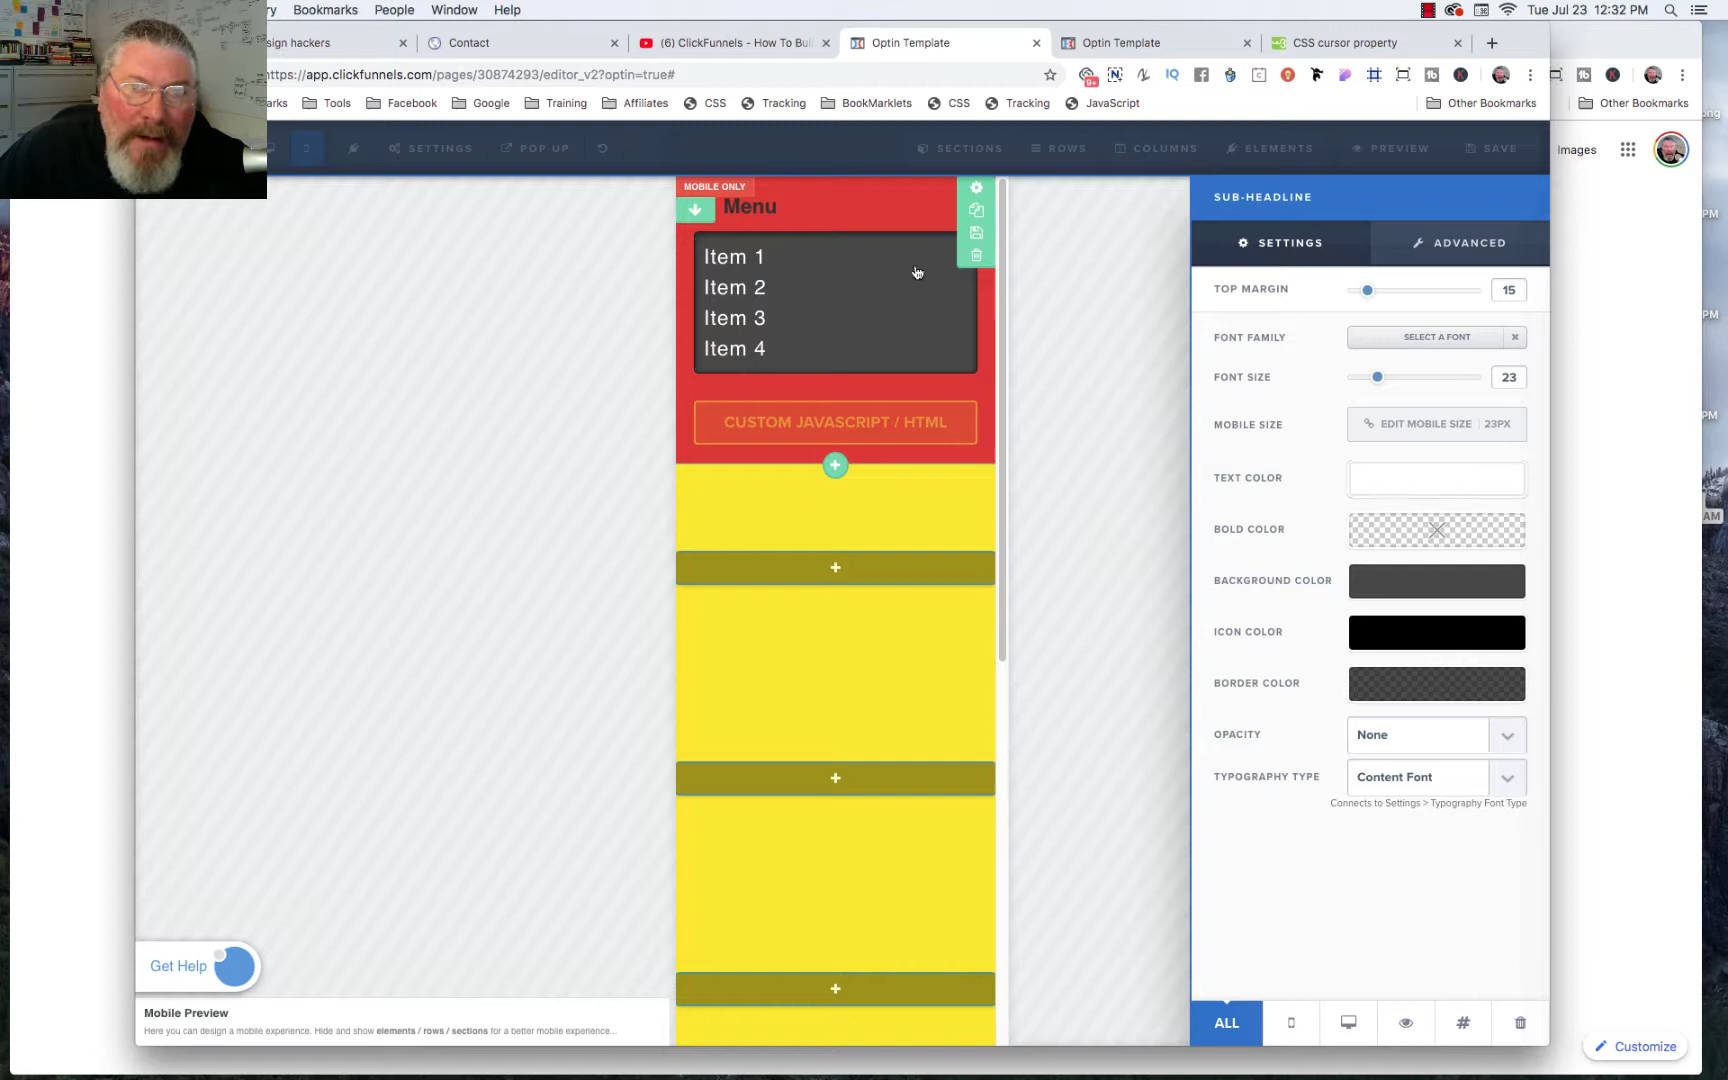 Bookmarks People Window Help Tue Jul 23 12:32 PM
sign hackers Contact (6) ClickFunnels - How To Bui Optin Template Optin Template CSS cursor property
https://app.clickfunnels.com/pages/30874293/editor_v2?optin=true#
Tools Facebook Google Training Affiliates CSS Tracking BookMarklets CSS Tracking JavaScript Other Bookmarks Other Bookmarks
SETTINGS POP UP SECTIONS ROWS COLUMNS ELEMENTS PREVIEW SAVE Images
MOBILE ONLY
Menu
Item 1
Item 2
Item 3
Item 4
CUSTOM JAVASCRIPT / HTML
SUB-HEADLINE
SETTINGS ADVANCED
TOP MARGIN 15
FONT FAMILY SELECT A FONT
FONT SIZE 23
MOBILE SIZE EDIT MOBILE SIZE 23PX
TEXT COLOR
BOLD COLOR
BACKGROUND COLOR
ICON COLOR
BORDER COLOR
OPACITY None
TYPOGRAPHY TYPE Content Font
Connects to Settings > Typography Font Type
ALL
Get Help
Mobile Preview
Here you can design a mobile experience. Hide and show elements / rows / sections for a better mobile experience...
Customize
PM
PM
PM
AM